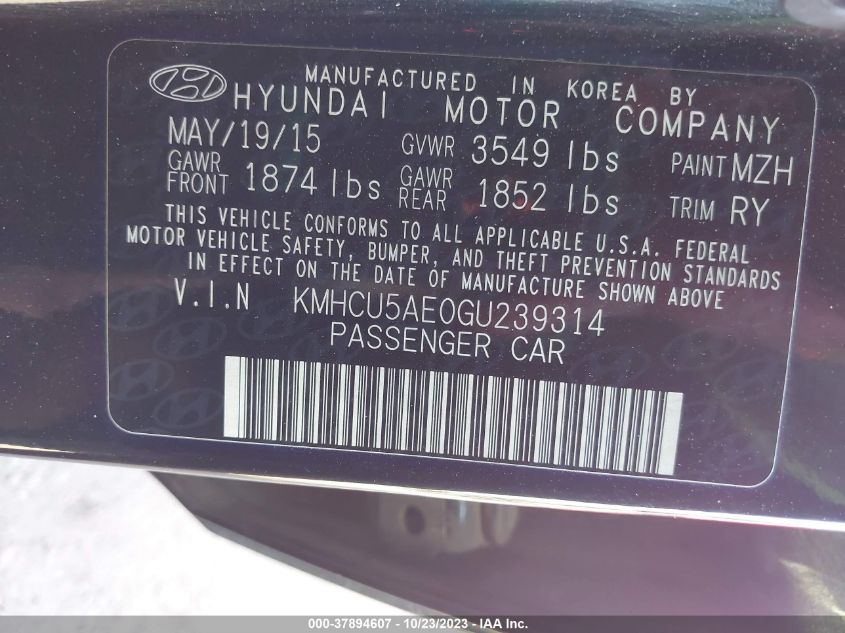 MANUFACTURED IN KOREA BY
HYUNDAI MOTOR COMPANY
MAY/19/15 GVWR 3549 lbs PAINT MZH
GAWR FRONT 1874 lbs GAWR REAR 1852 lbs TRIM RY
THIS VEHICLE CONFORMS TO ALL APPLICABLE U.S.A. FEDERAL
MOTOR VEHICLE SAFETY, BUMPER, AND THEFT PREVENTION STANDARDS
IN EFFECT ON THE DATE OF MANUFACTURE SHOWN ABOVE
V.I.N KMHCU5AE0GU239314
PASSENGER CAR
000-37894607 - 10/23/2023 - IAA Inc.